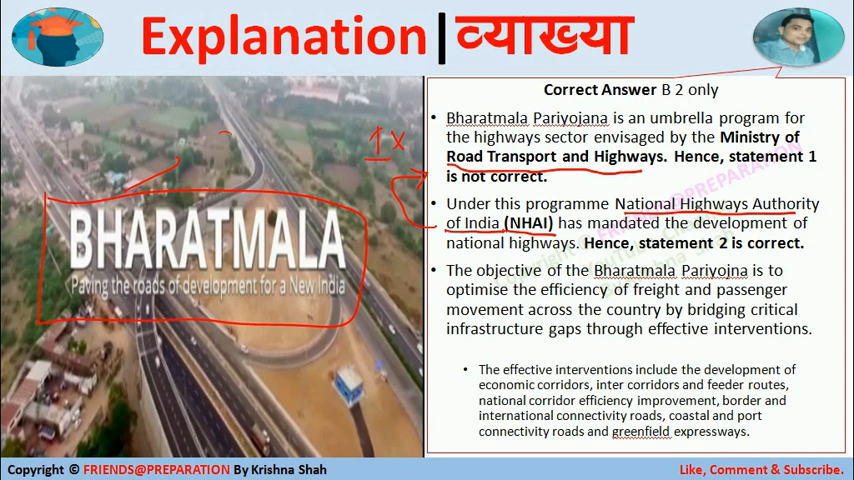 Explanation|व्याख्या
BHARATMALA
Paving the roads of development for a New India
1x
Correct Answer B 2 only
• Bharatmala Pariyojana is an umbrella program for
the highways sector envisaged by the Ministry of
Road Transport and Highways. Hence, statement 1
is not correct.
• Under this programme National Highways Authority
of India (NHAI) has mandated the development of
national highways. Hence, statement 2 is correct.
• The objective of the Bharatmala Pariyojna is to
optimise the efficiency of freight and passenger
movement across the country by bridging critical
infrastructure gaps through effective interventions.
• The effective interventions include the development of
economic corridors, inter corridors and feeder routes,
national corridor efficiency improvement, border and
international connectivity roads, coastal and port
connectivity roads and greenfield expressways.
Copyright © FRIENDS@PREPARATION By Krishna Shah
Like, Comment & Subscribe.